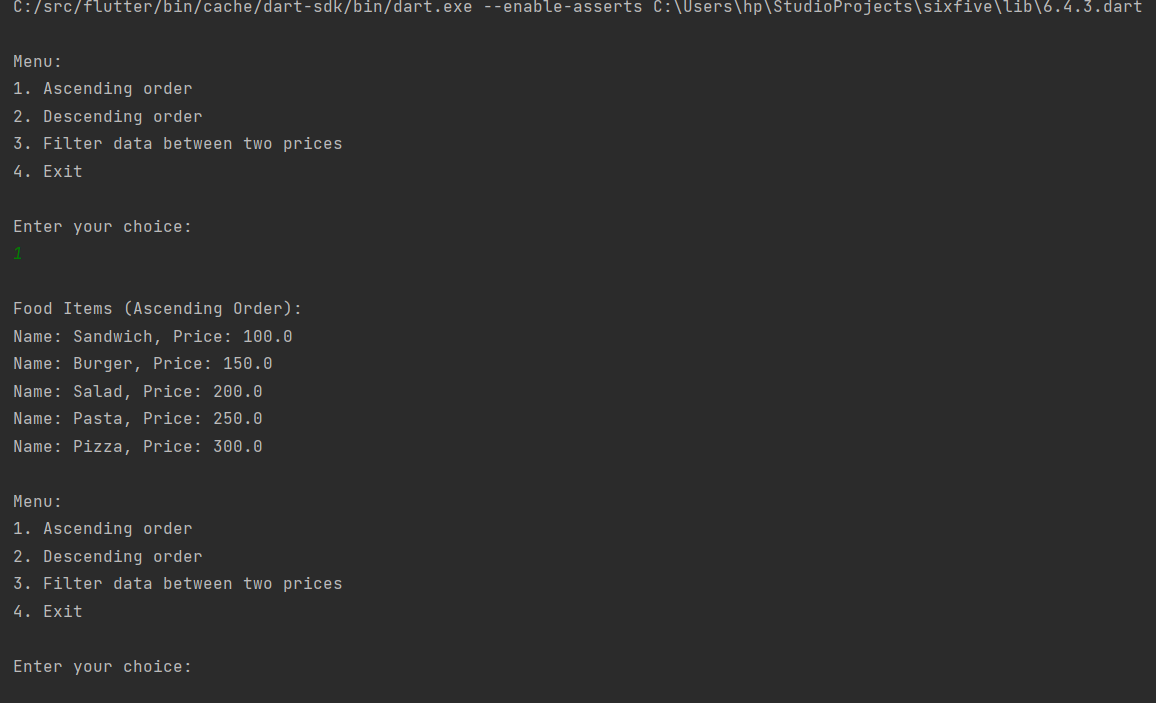 C:/src/flutter/bin/cache/dart-sdk/bin/dart.exe --enable-asserts C:\Users\hp\StudioProjects\sixfive\lib\6.4.3.dart
Menu:
1. Ascending order
2. Descending order
3. Filter data between two prices
4. Exit
Enter your choice:
1
Food Items (Ascending Order):
Name: Sandwich, Price: 100.0
Name: Burger, Price: 150.0
Name: Salad, Price: 200.0
Name: Pasta, Price: 250.0
Name: Pizza, Price: 300.0
Menu:
1. Ascending order
2. Descending order
3. Filter data between two prices
4. Exit
Enter your choice: